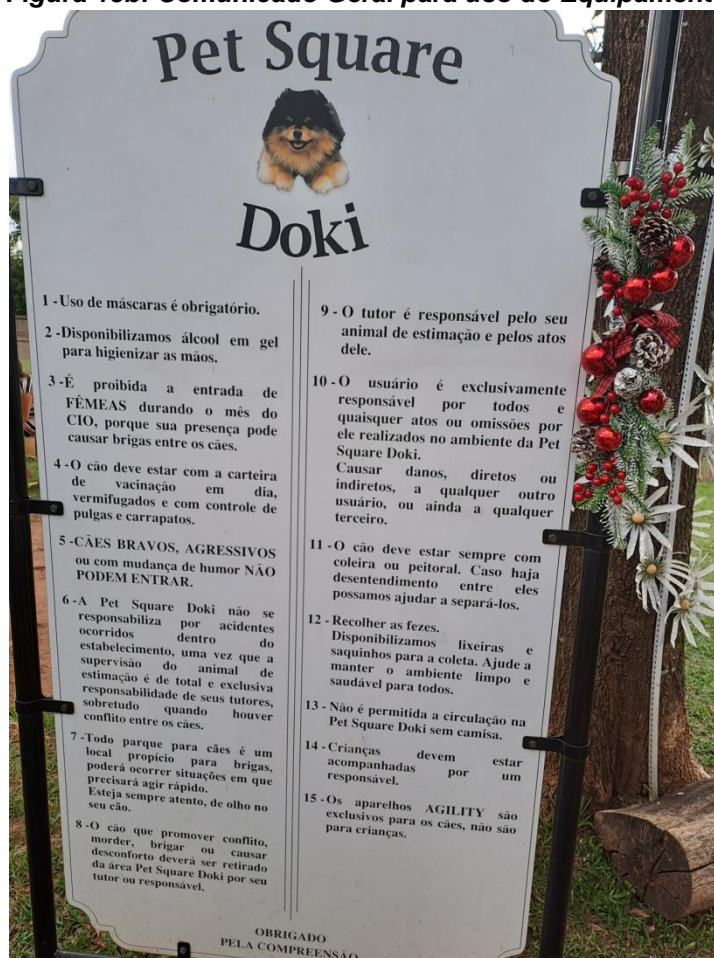 Figura 16b. Comunicado Geral para uso do Equipament
Pet Square
Doki
1 - Uso de máscaras é obrigatório.
2 - Disponibilizamos álcool em gel
para higienizar as mãos.
3 - É proibida a entrada de
FÊMEAS durando o mês do
CIO, porque sua presença pode
causar brigas entre os cães.
4 - O cão deve estar com a carteira
de vacinação em dia,
vermifugados e com controle de
pulgas e carrapatos.
5 - CÃES BRAVOS, AGRESSIVOS
ou com mudança de humor NÃO
PODEM ENTRAR.
6 - A Pet Square Doki não se
responsabiliza por acidentes
ocorridos dentro do
estabelecimento, uma vez que a
supervisão do animal de
estimação é de total e exclusiva
responsabilidade de seus tutores,
sobretudo quando houver
conflito entre os cães.
7 - Todo parque para cães é um
local propício para brigas,
poderá ocorrer situações em que
precisará agir rápido.
Esteja sempre atento, de olho no
seu cão.
8 - O cão que promover conflito,
morder, brigar ou causar
desconforto deverá ser retirado
da área Pet Square Doki por seu
tutor ou responsável.
9 - O tutor é responsável pelo seu
animal de estimação e pelos atos
dele.
10 - O usuário é exclusivamente
responsável por todos e
quaisquer atos ou omissões por
ele realizados no ambiente da Pet
Square Doki.
Causar danos, diretos ou
indiretos, a qualquer outro
usuário, ou ainda a qualquer
terceiro.
11 - O cão deve estar sempre com
coleira ou peitoral. Caso haja
desentendimento entre eles
possamos ajudar a separá-los.
12 - Recolher as fezes.
Disponibilizamos lixeiras e
saquinhos para a coleta. Ajude a
manter o ambiente limpo e
saudável para todos.
13 - Não é permitida a circulação na
Pet Square Doki sem camisa.
14 - Crianças devem estar
acompanhadas por um
responsável.
15 - Os aparelhos AGILITY são
exclusivos para os cães, não são
para crianças.
OBRIGADO
PELA COMPREENSÃO